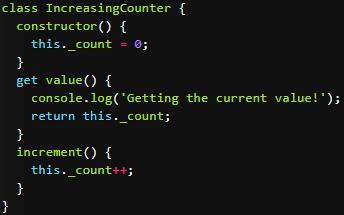 class IncreasingCounter {
  constructor() {
    this._count = 0;
  }
  get value() {
    console.log('Getting the current value!');
    return this._count;
  }
  increment() {
    this._count++;
  }
}